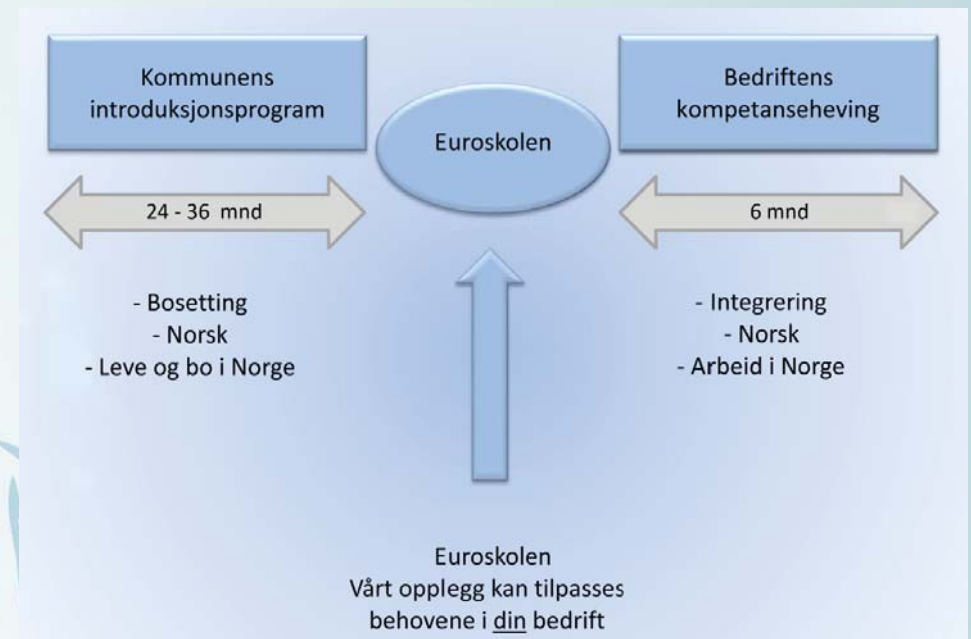 Kommunens
introduksjonsprogram
24 - 36 mnd
- Bosetting
- Norsk
- Leve og bo i Norge
Euroskolen
Bedriftens
kompetanseheving
6 mnd
- Integrering
- Norsk
- Arbeid i Norge
Euroskolen
Vårt opplegg kan tilpasses
behovene i din bedrift